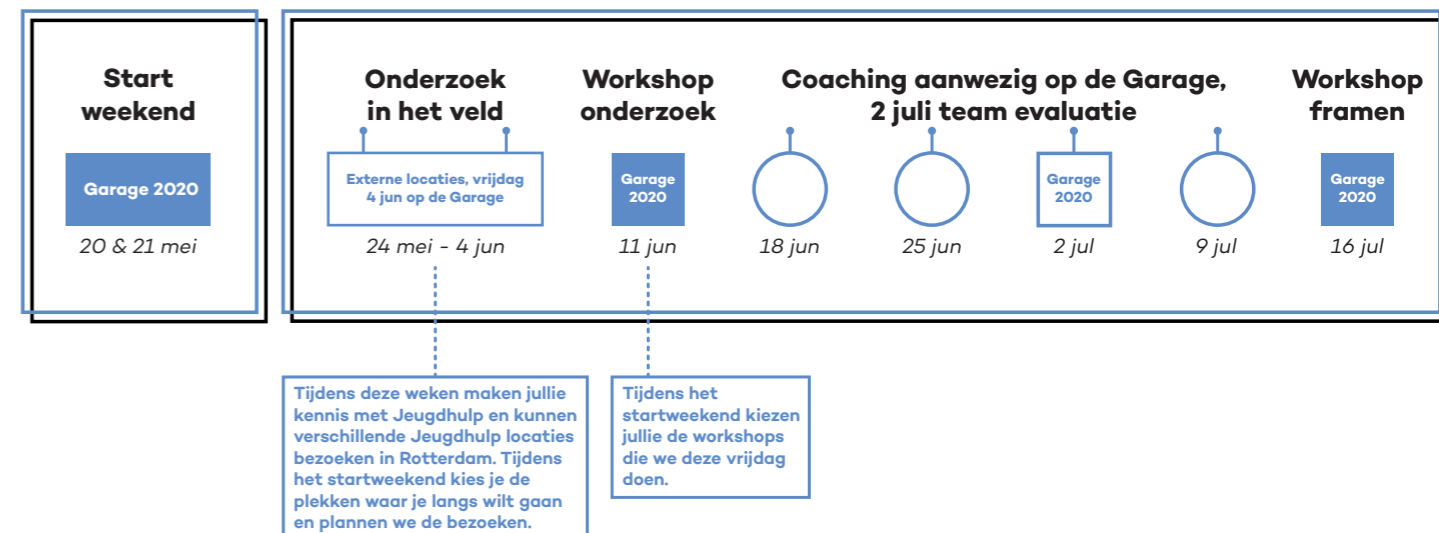 Start
weekend
Garage 2020
20 & 21 mei
Onderzoek
in het veld
Externe locaties, vrijdag
4 jun op de Garage
24 mei - 4 jun
Workshop
onderzoek
Garage
2020
11 jun
Coaching aanwezig op de Garage,
2 juli team evaluatie
18 jun
25 jun
Garage
2020
2 jul
9 jul
Workshop
framen
Garage
2020
16 jul
Tijdens deze weken maken jullie
kennis met Jeugdhulp en kunnen
verschillende Jeugdhulp locaties
bezoeken in Rotterdam. Tijdens
het startweekend kies je de
plekken waar je langs wilt gaan
en plannen we de bezoeken.
Tijdens het
startweekend kiezen
jullie de workshops
die we deze vrijdag
doen.